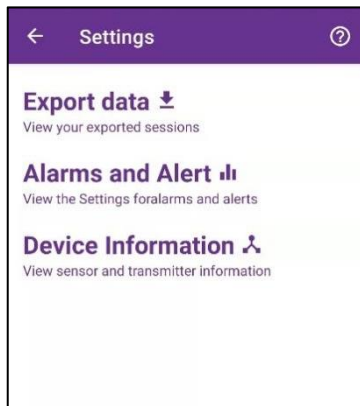 Settings
Export data
View your exported sessions
Alarms and Alert
View the Settings foralarms and alerts
Device Information
View sensor and transmitter information